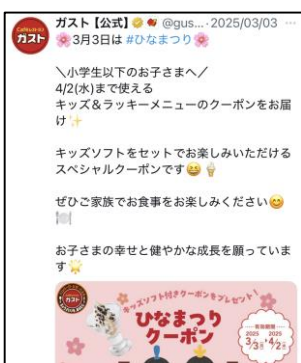 ガスト【公式】 @gus... · 2025/03/03 ...
🌸3月3日は #ひなまつり🌸
＼小学生以下のお子さまへ／
4/2(水)まで使える
キッズ＆ラッキーメニューのクーポンをお届
け✨
キッズソフトをセットでお楽しみいただける
スペシャルクーポンです😆🍦
ぜひご家族でお食事をお楽しみください😊
🍽️
お子さまの幸せと健やかな成長を願っていま
す🌟
ガスト
キッズソフト付きクーポンをプレゼント！
ひなまつり
クーポン
有効期間
2025 2025
3/3月 4/2水